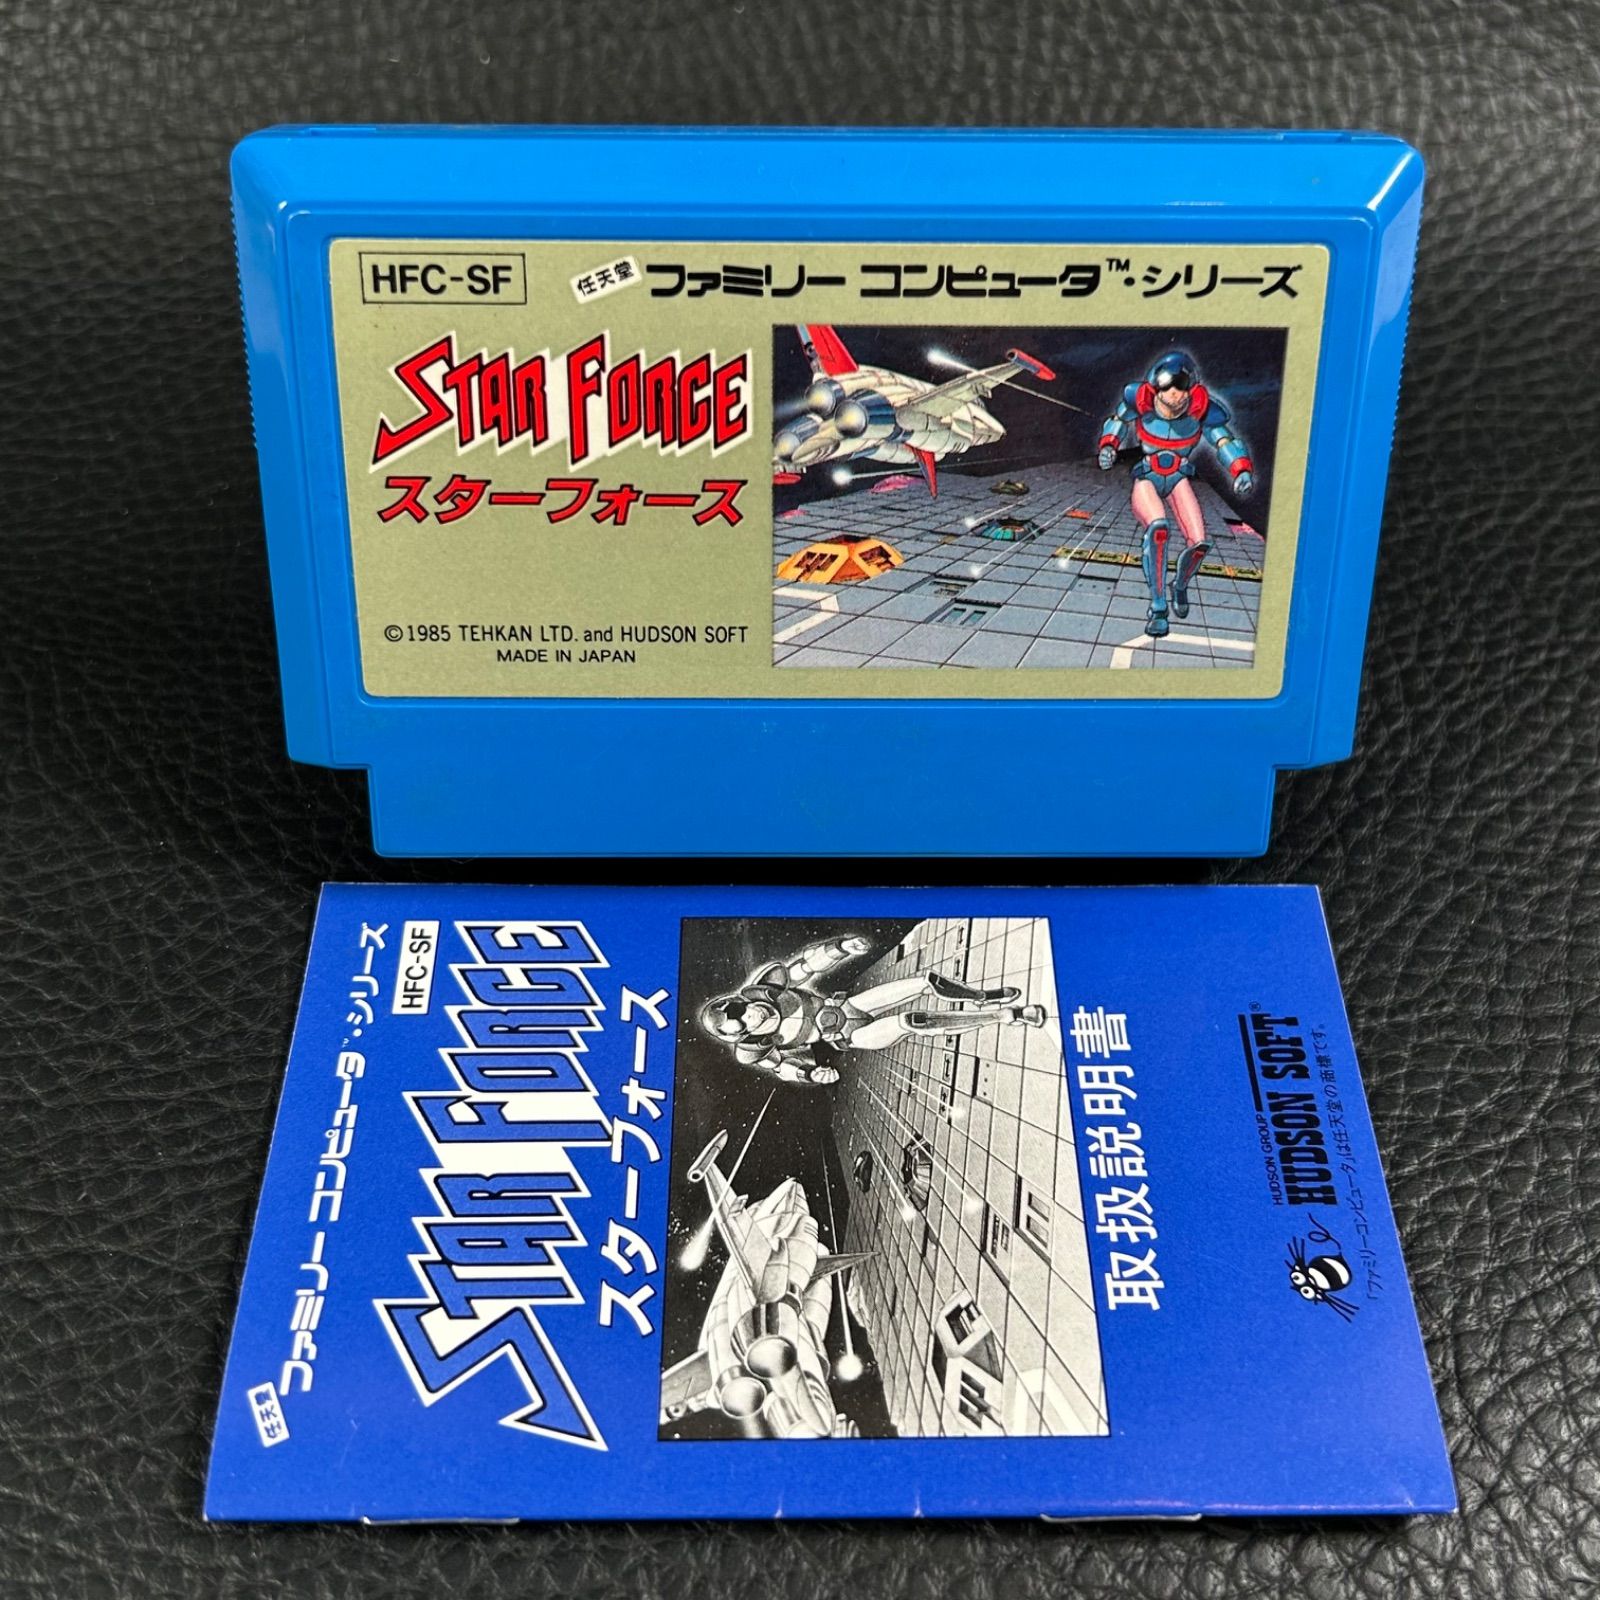 HFC-SF
任天堂 ファミリー コンピュータ™・シリーズ
STAR FORCE
スターフォース
©1985 TEHKAN LTD. and HUDSON SOFT
MADE IN JAPAN
任天堂 ファミリー コンピュータ™・シリーズ
HFC-SF
STAR FORCE
スターフォース
取扱説明書
HUDSON GROUP
HUDSON SOFT®
「ファミリーコンピュータ」は任天堂の商標です。